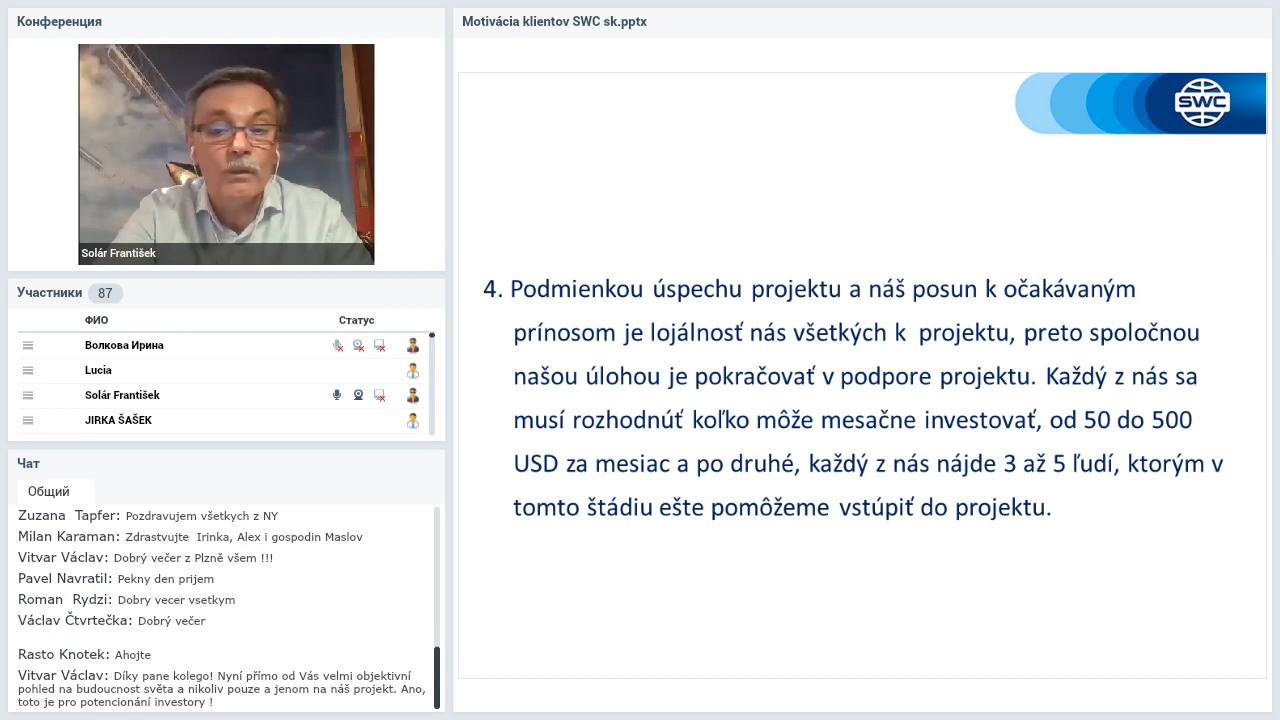 Конференция
Solár František
Участники 87
ФИО Статус
Волкова Ирина
Lucia
Solár František
JIRKA ŠAŠEK
Чат
Общий
Zuzana Tapfer: Pozdravujem všetkych z NY
Milan Karaman: Zdrastvujte Irinka, Alex i gospodin Maslov
Vitvar Václav: Dobrý večer z Plzně všem !!!
Pavel Navratil: Pekny den prijem
Roman Rydzi: Dobry vecer vsetkym
Václav Čtvrtečka: Dobrý večer
Rasto Knotek: Ahojte
Vitvar Václav: Díky pane kolego! Nyní přímo od Vás velmi objektivní
pohled na budoucnost světa a nikoliv pouze a jenom na náš projekt. Ano,
toto je pro potencionání investory !
Motivácia klientov SWC sk.pptx
SWC
4. Podmienkou úspechu projektu a náš posun k očakávaným
prínosom je lojálnosť nás všetkých k projektu, preto spoločnou
našou úlohou je pokračovať v podpore projektu. Každý z nás sa
musí rozhodnúť koľko môže mesačne investovať, od 50 do 500
USD za mesiac a po druhé, každý z nás nájde 3 až 5 ľudí, ktorým v
tomto štádiu ešte pomôžeme vstúpiť do projektu.